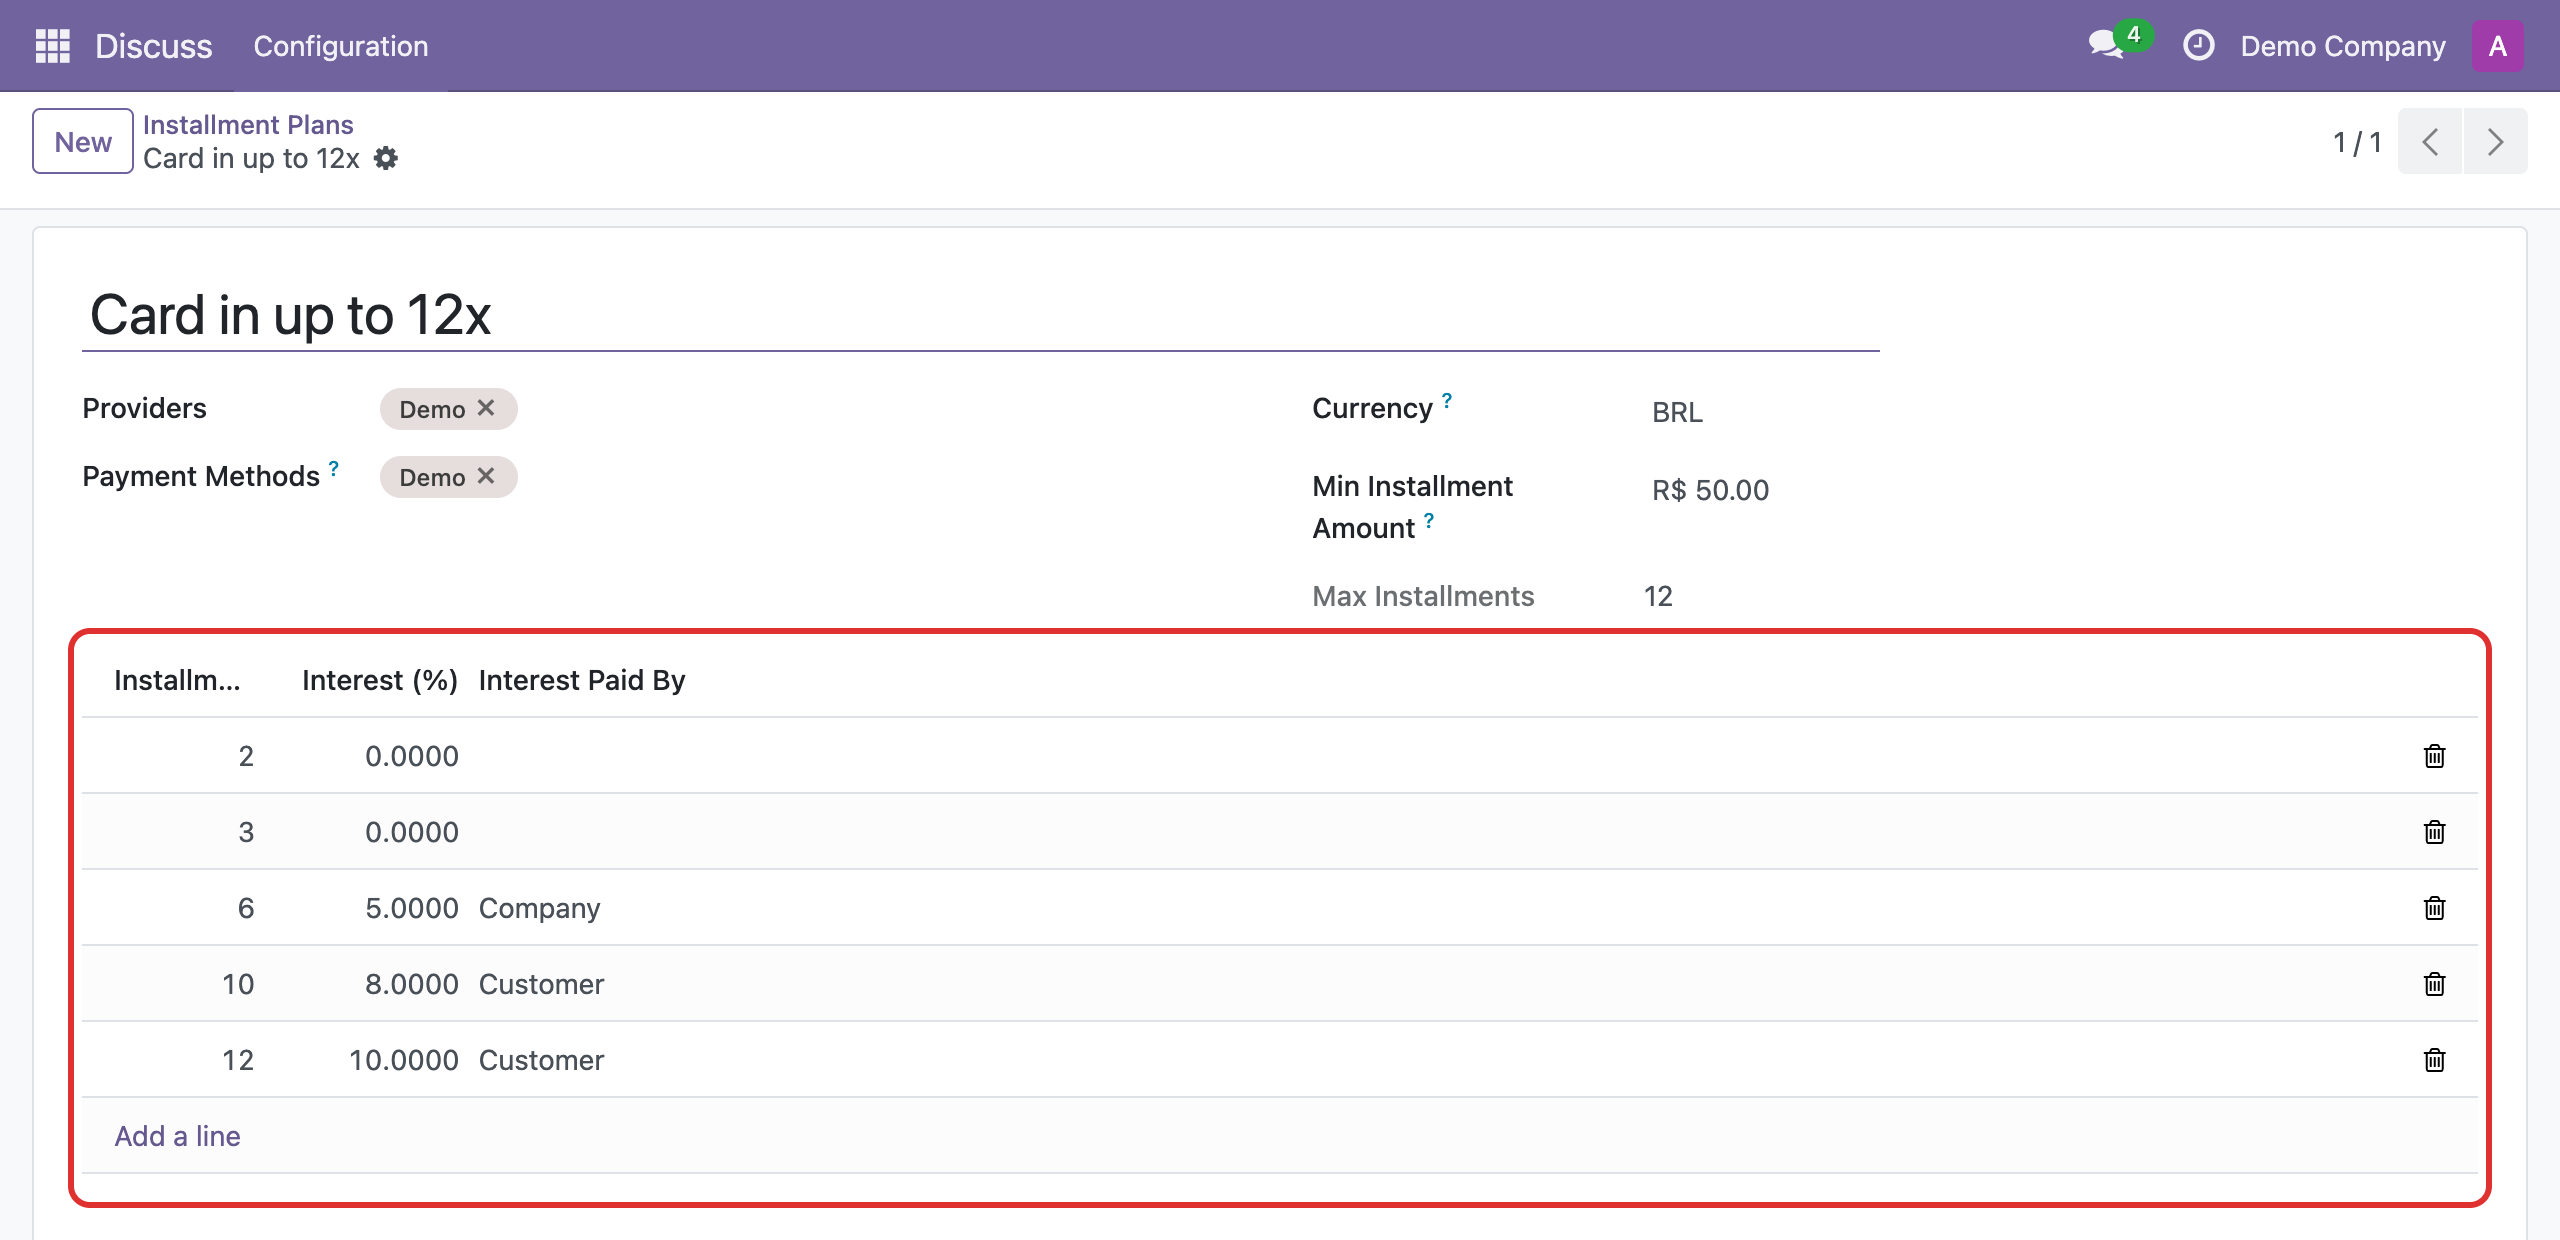 Discuss Configuration 4 Demo Company A
New Installment Plans 1 / 1
Card in up to 12x
Card in up to 12x
Providers Demo Currency ? BRL
Payment Methods ? Demo Min Installment Amount ? R$ 50.00
Max Installments 12
Installm... Interest (%) Interest Paid By
2 0.0000
3 0.0000
6 5.0000 Company
10 8.0000 Customer
12 10.0000 Customer
Add a line